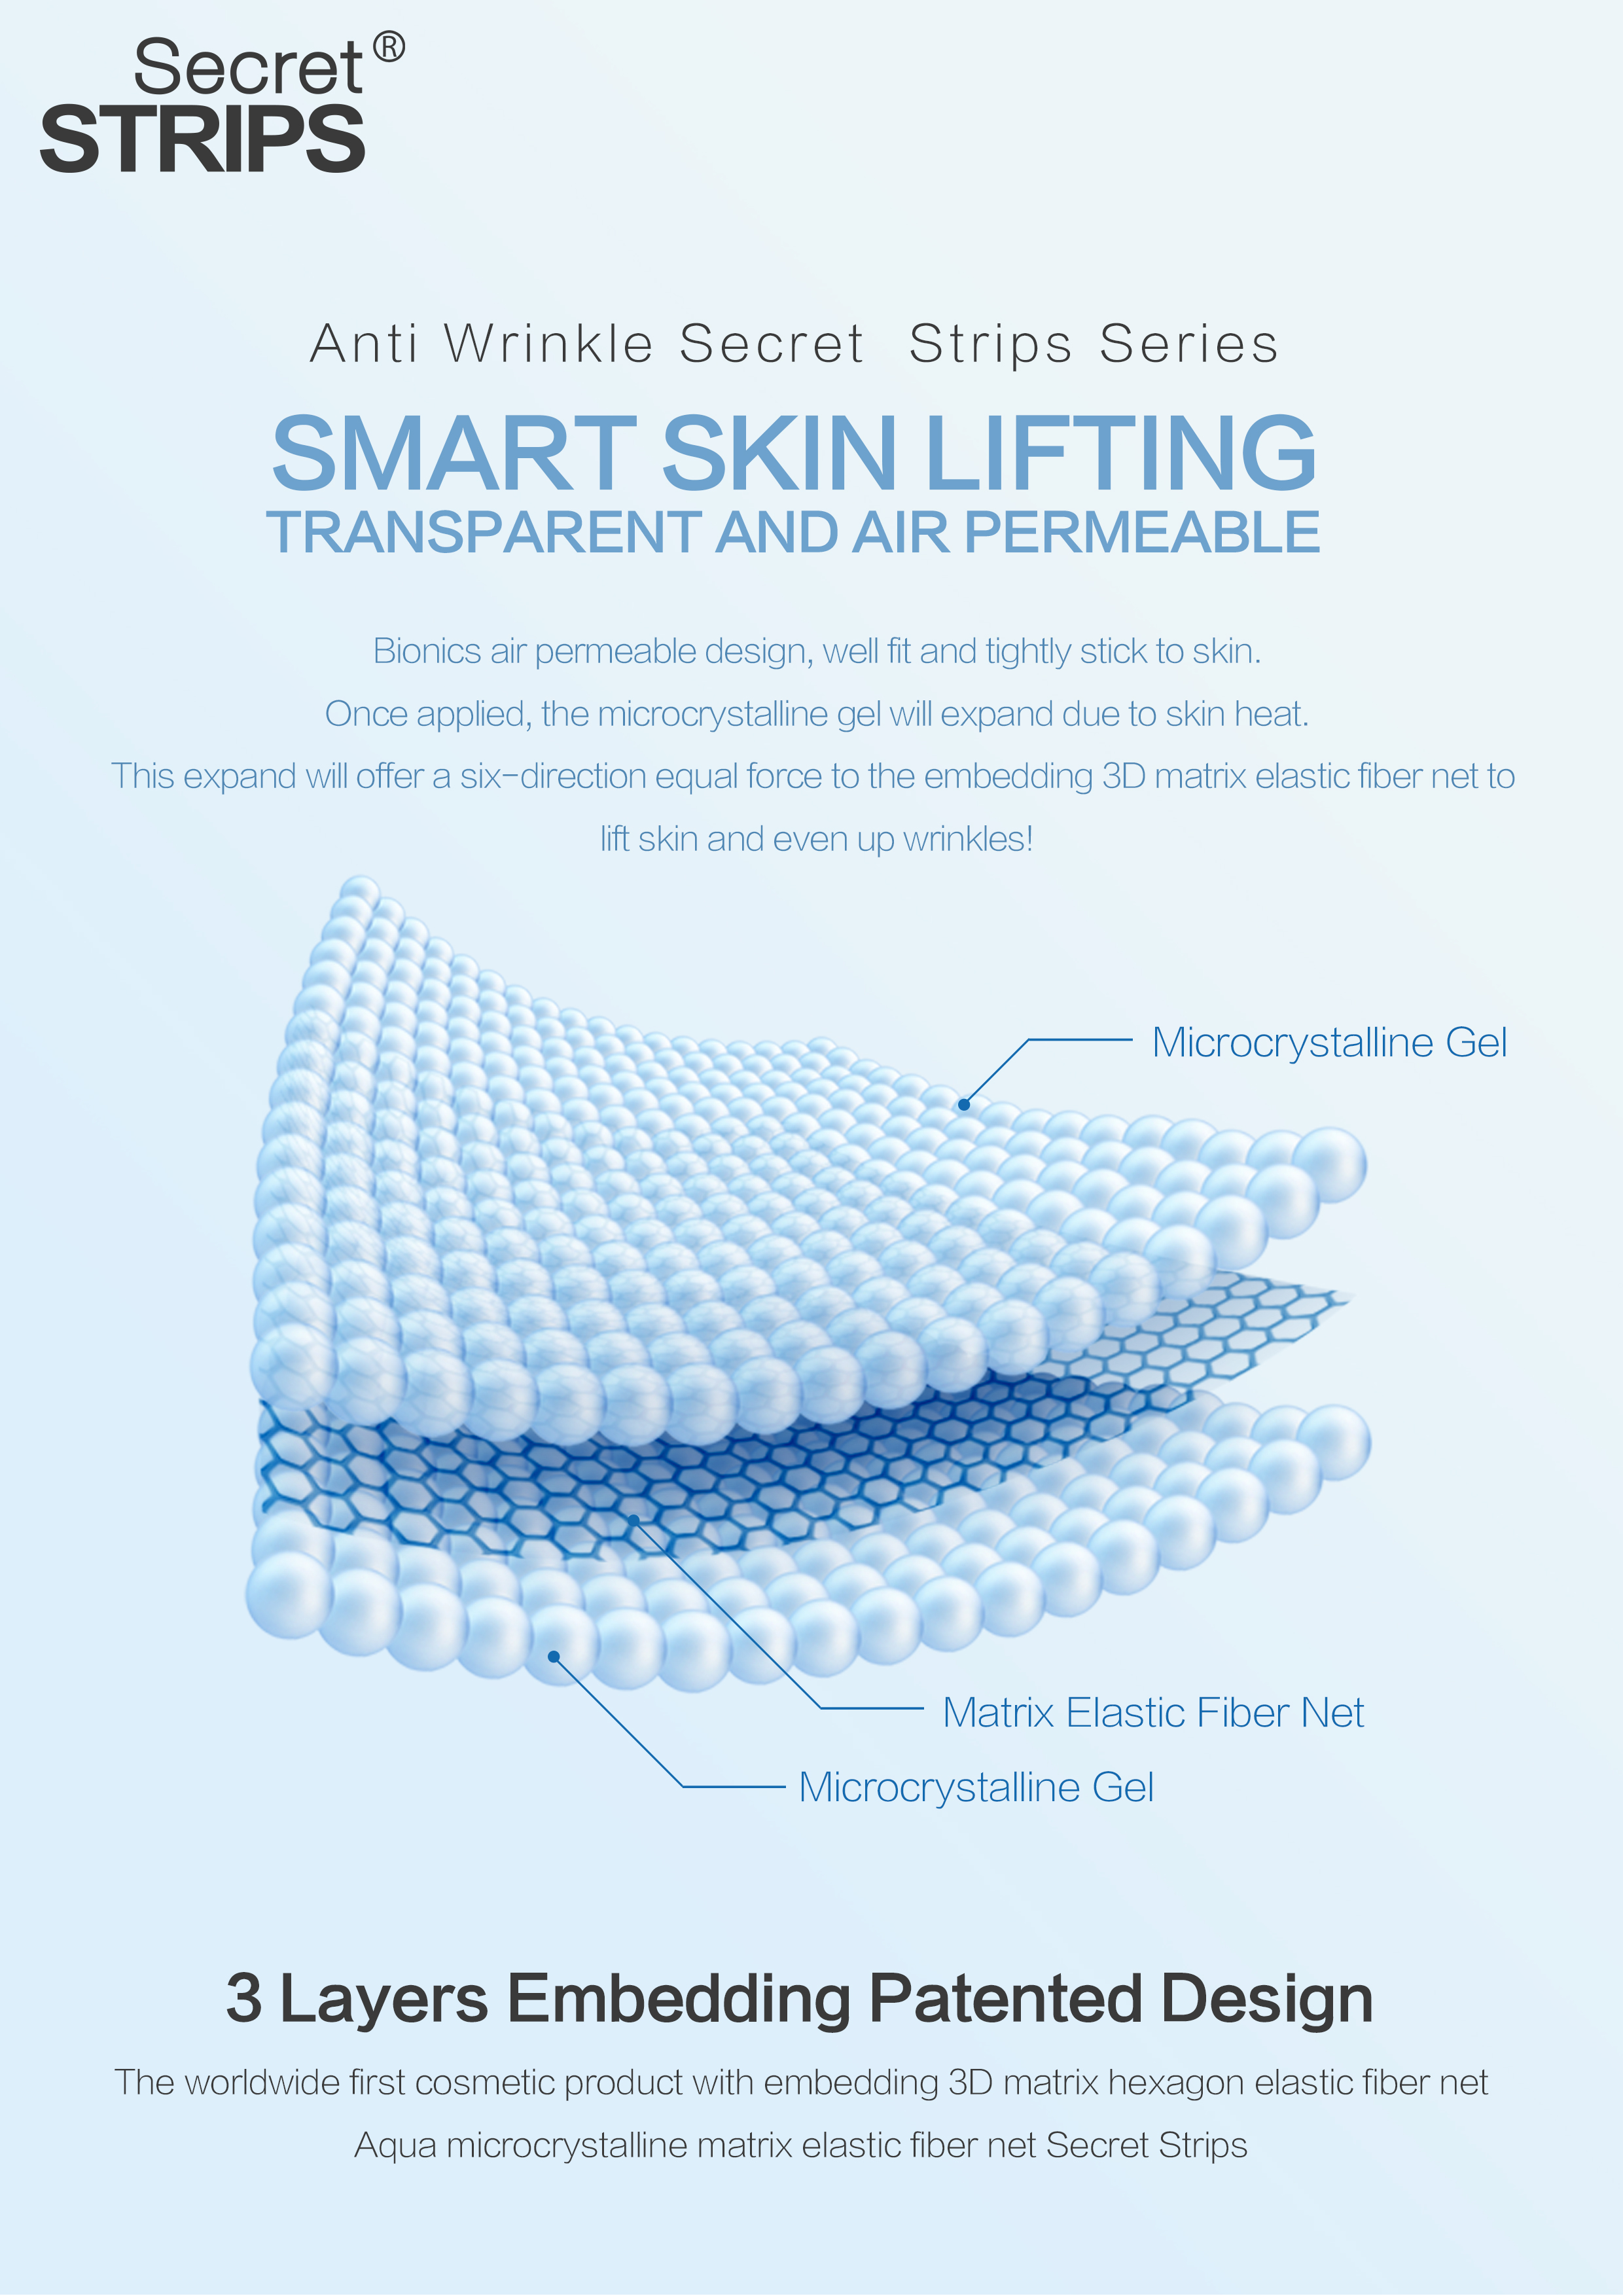 Secret®
STRIPS
Anti Wrinkle Secret Strips Series
SMART SKIN LIFTING
TRANSPARENT AND AIR PERMEABLE
Bionics air permeable design, well fit and tightly stick to skin.
Once applied, the microcrystalline gel will expand due to skin heat.
This expand will offer a six-direction equal force to the embedding 3D matrix elastic fiber net to
lift skin and even up wrinkles!
Microcrystalline Gel
Matrix Elastic Fiber Net
Microcrystalline Gel
3 Layers Embedding Patented Design
The worldwide first cosmetic product with embedding 3D matrix hexagon elastic fiber net
Aqua microcrystalline matrix elastic fiber net Secret Strips